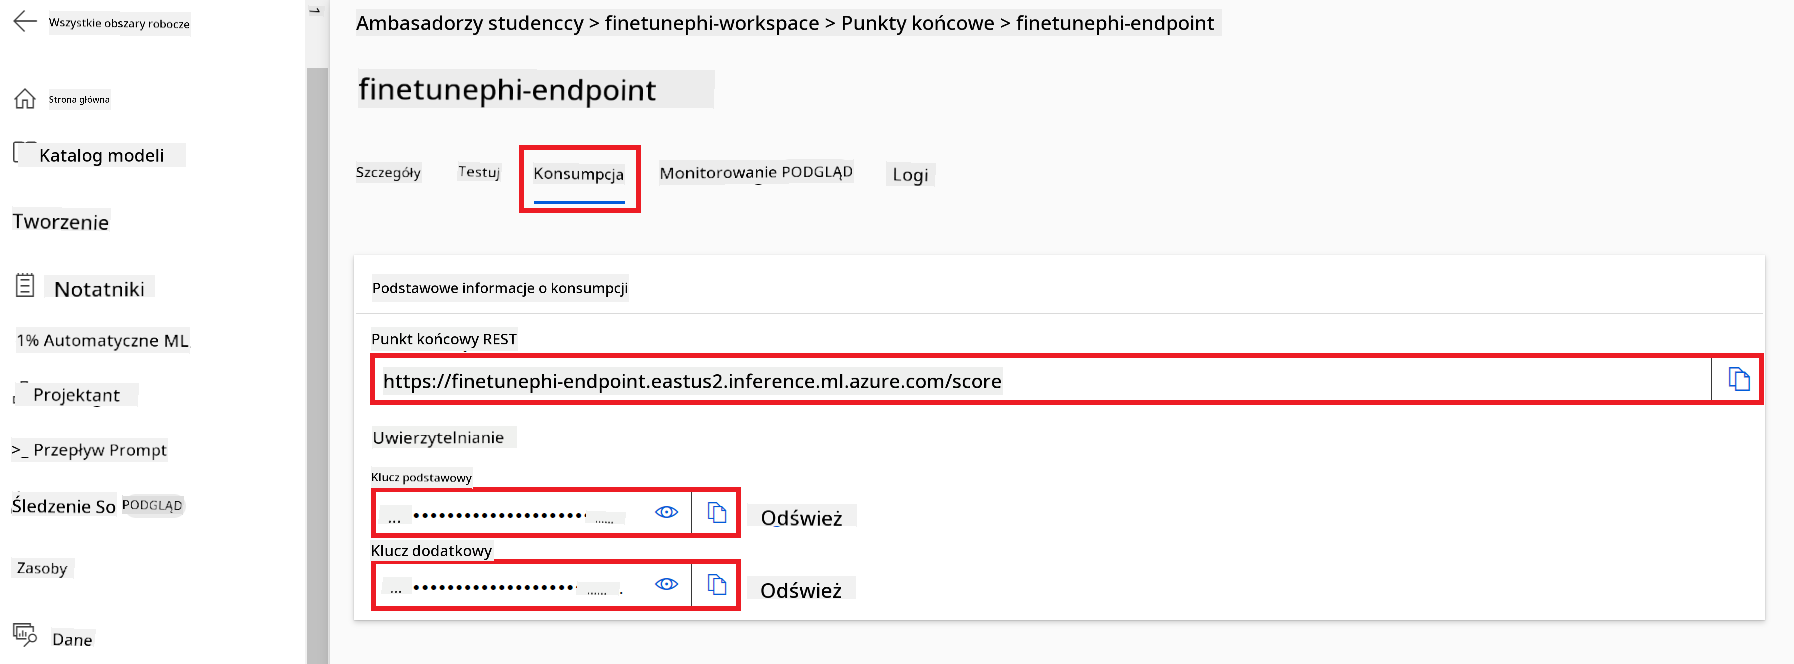 Wszystkie obszary robocze
Strona główna
Katalog modeli
Tworzenie
Notatniki
1% Automatyczne ML
Projektant
>_ Przepływ Prompt
Śledzenie So PODGLĄD
Zasoby
Dane
Ambasadorzy studenccy > finetunephi-workspace > Punkty końcowe > finetunephi-endpoint
finetunephi-endpoint
Szczegóły Testuj Konsumpcja Monitorowanie PODGLĄD Logi
Podstawowe informacje o konsumpcji
Punkt końcowy REST
https://finetunephi-endpoint.eastus2.inference.ml.azure.com/score
Uwierzytelnianie
Klucz podstawowy
Odśwież
Klucz dodatkowy
Odśwież